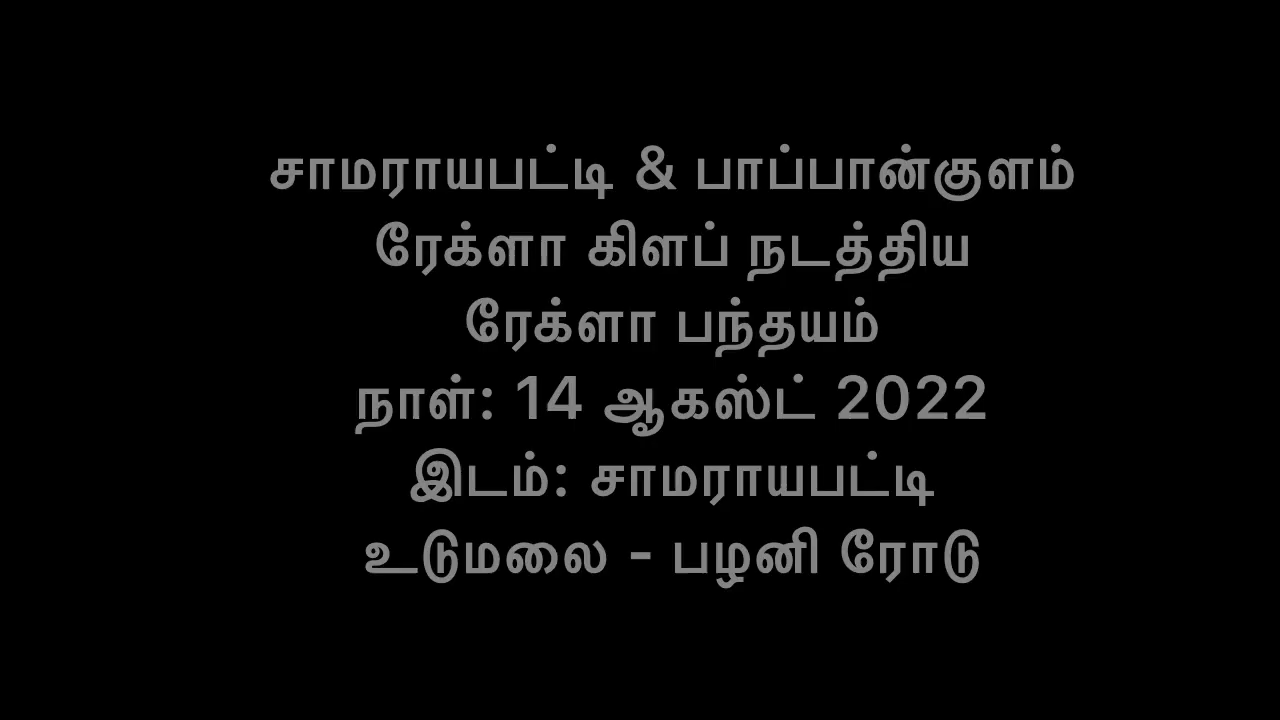 சாமராயபட்டி & பாப்பான்குளம்
ரேக்ளா கிளப் நடத்திய
ரேக்ளா பந்தயம்
நாள்: 14 ஆகஸ்ட் 2022
இடம்: சாமராயபட்டி
உடுமலை - பழனி ரோடு